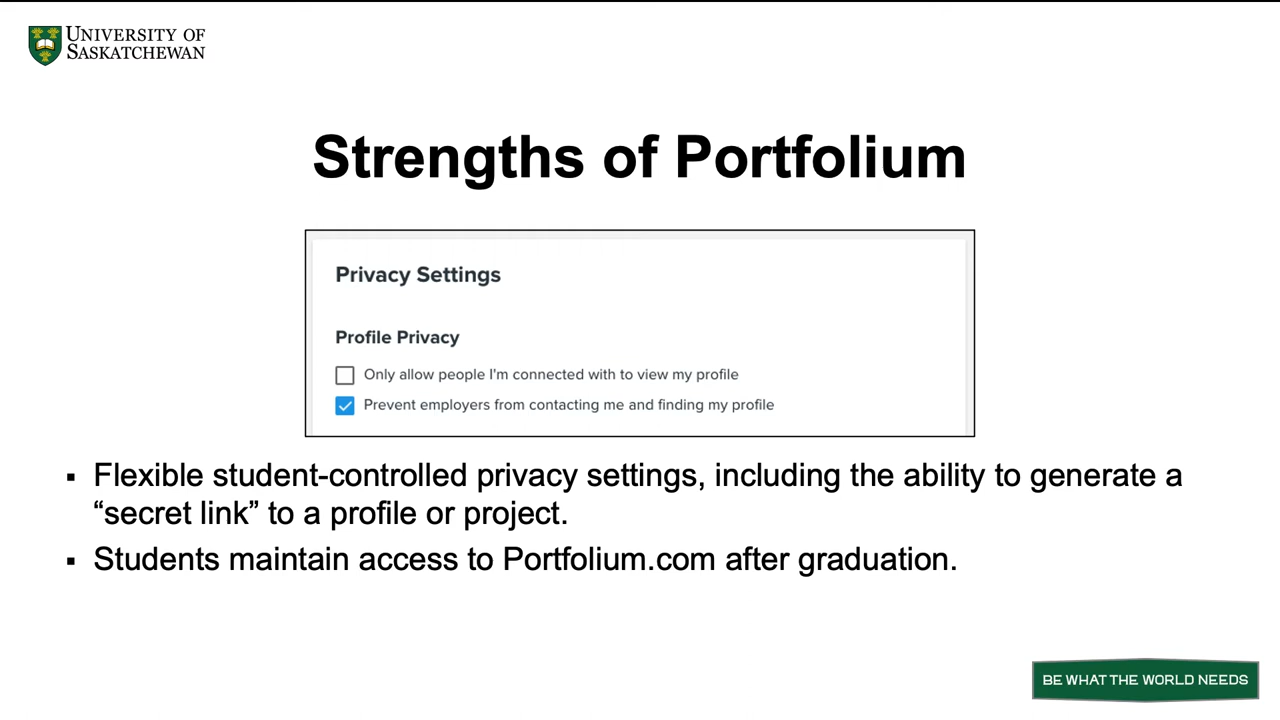 UNIVERSITY OF
SASKATCHEWAN
Strengths of Portfolium
Privacy Settings
Profile Privacy
Only allow people I'm connected with to view my profile
Prevent employers from contacting me and finding my profile
▪ Flexible student-controlled privacy settings, including the ability to generate a
“secret link” to a profile or project.
▪ Students maintain access to Portfolium.com after graduation.
BE WHAT THE WORLD NEEDS